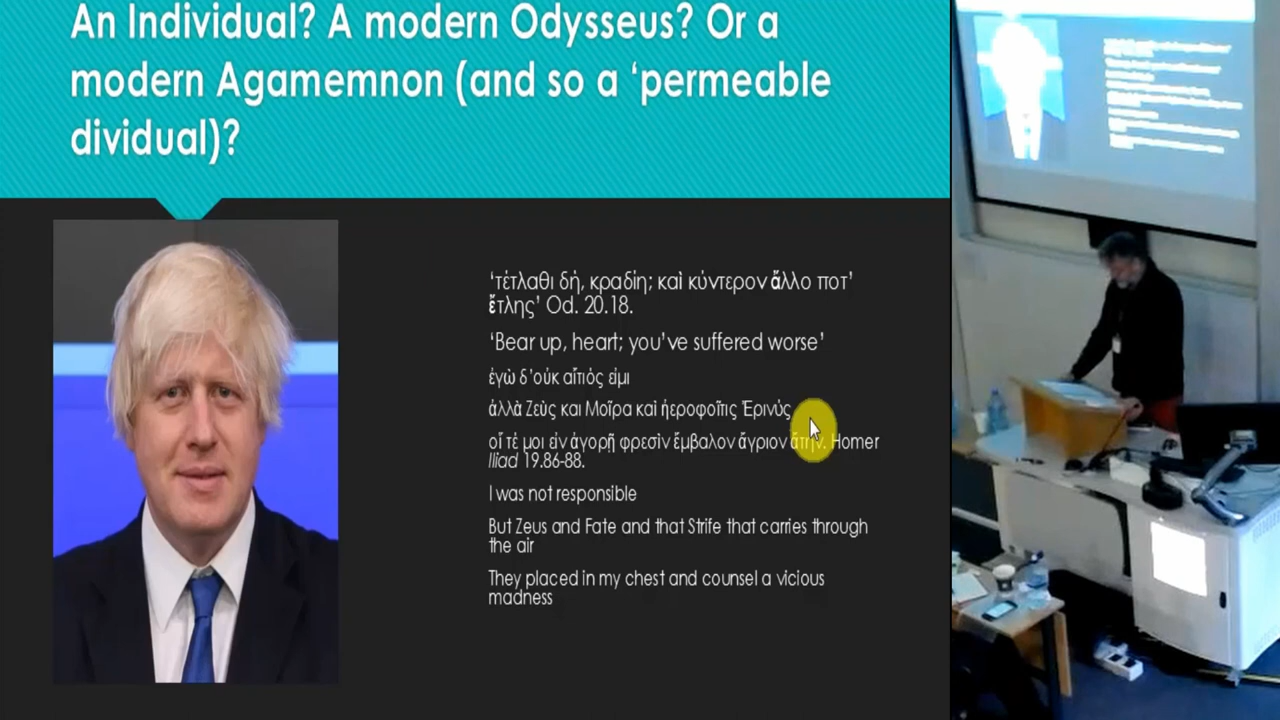 An Individual? A modern Odysseus? Or a
modern Agamemnon (and so a ‘permeable
dividual)?
‘τέτλαθι δή, κραδίη; καὶ κύντερον ἄλλο ποτ’
ἔτλης’ Od. 20.18.
‘Bear up, heart; you’ve suffered worse’
ἐγὼ δ’οὐκ αἴτιός εἰμι
ἀλλὰ Ζεὺς και Μοῖρα καὶ ἠεροφοῖτις Ἐρινύς
οἵ τέ μοι εἰν ἀγορῇ φρεσὶν ἔμβαλον ἄγριον ἄτην. Homer
Iliad 19.86-88.
I was not responsible
But Zeus and Fate and that Strife that carries through
the air
They placed in my chest and counsel a vicious
madness